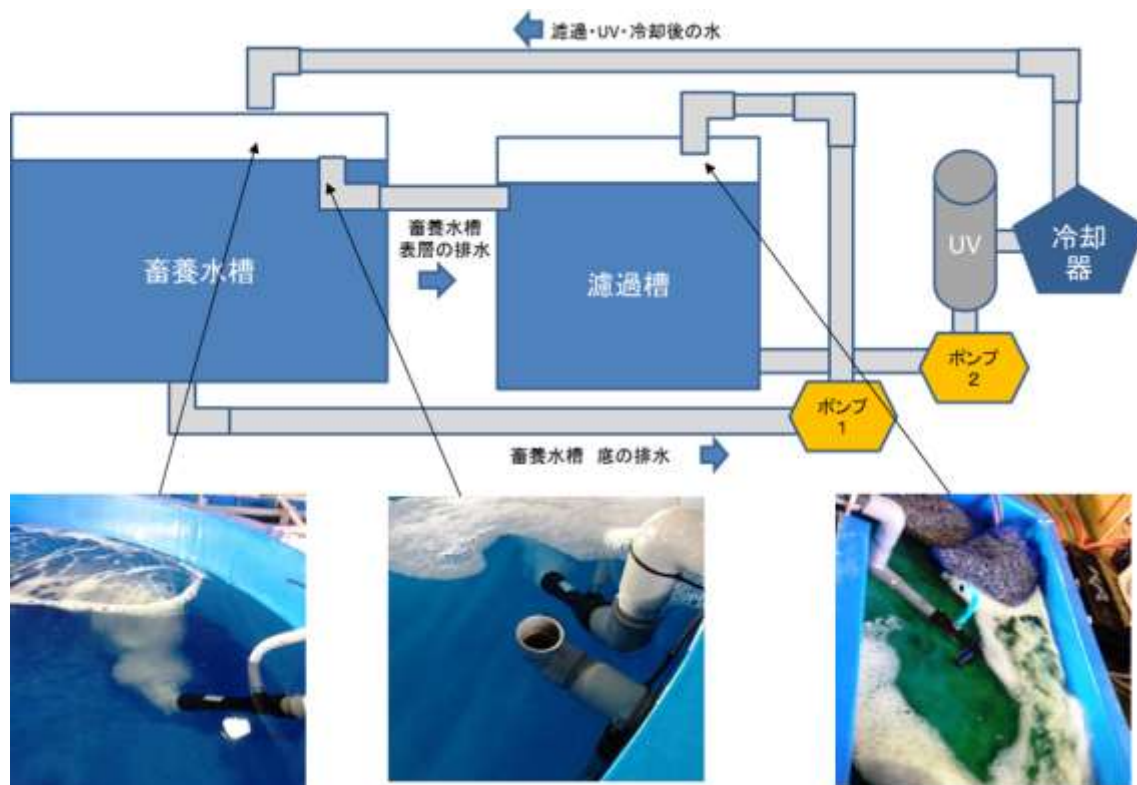 濾過・UV・冷却後の水
畜養水槽
表層の排水
畜養水槽
濾過槽
UV
冷却
器
ポンプ
2
ポンプ
1
畜養水槽 底の排水